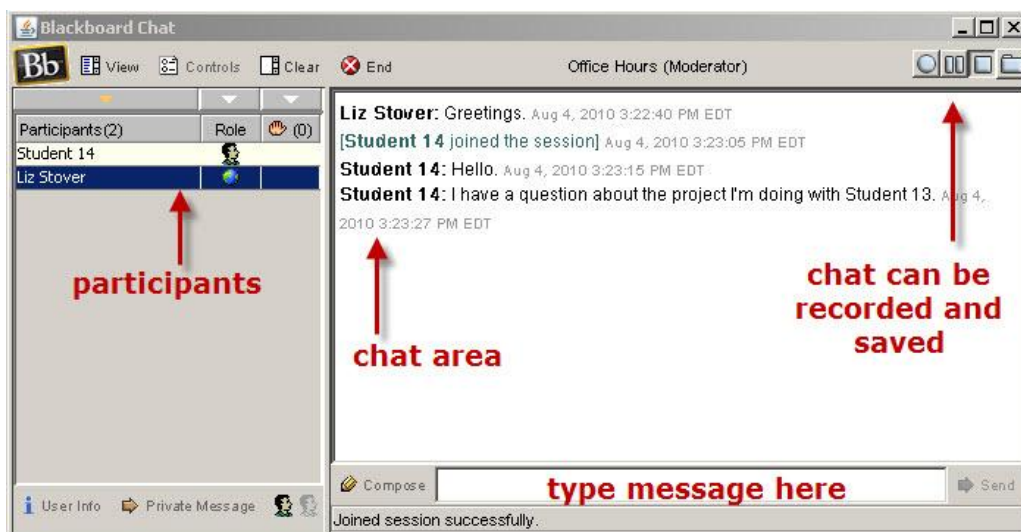 Blackboard Chat
Bb View Controls Clear End Office Hours (Moderator)
Participants(2) Role (0)
Student 14
Liz Stover
participants
Liz Stover: Greetings. Aug 4, 2010 3:22:40 PM EDT
[Student 14 joined the session] Aug 4, 2010 3:23:05 PM EDT
Student 14: Hello. Aug 4, 2010 3:23:15 PM EDT
Student 14: I have a question about the project I'm doing with Student 13. Aug 4,
2010 3:23:27 PM EDT
chat area
chat can be
recorded and
saved
User Info Private Message
Compose type message here Send
Joined session successfully.